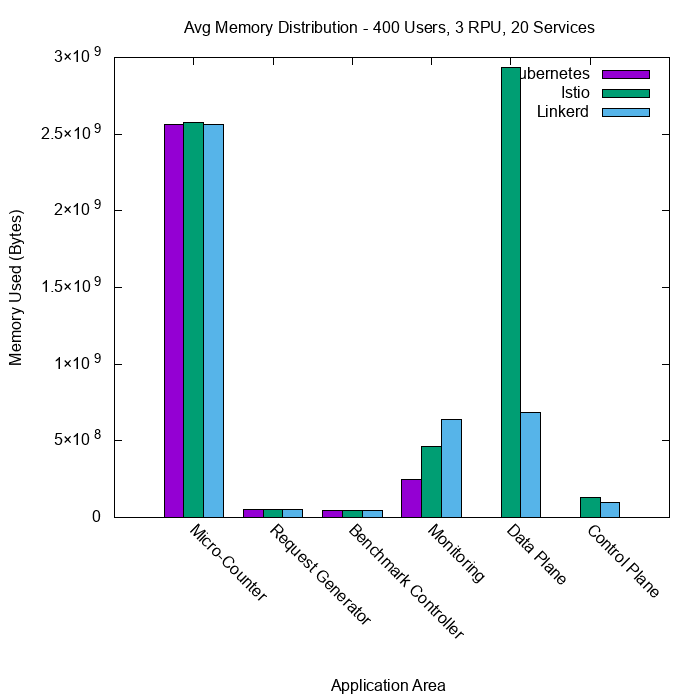 Avg Memory Distribution - 400 Users, 3 RPU, 20 Services
3×10⁹
2.5×10⁹
2×10⁹
1.5×10⁹
1×10⁹
5×10⁸
0
Memory Used (Bytes)
ubernetes
Istio
Linkerd
Micro-Counter
Request Generator
Benchmark Controller
Monitoring
Data Plane
Control Plane
Application Area